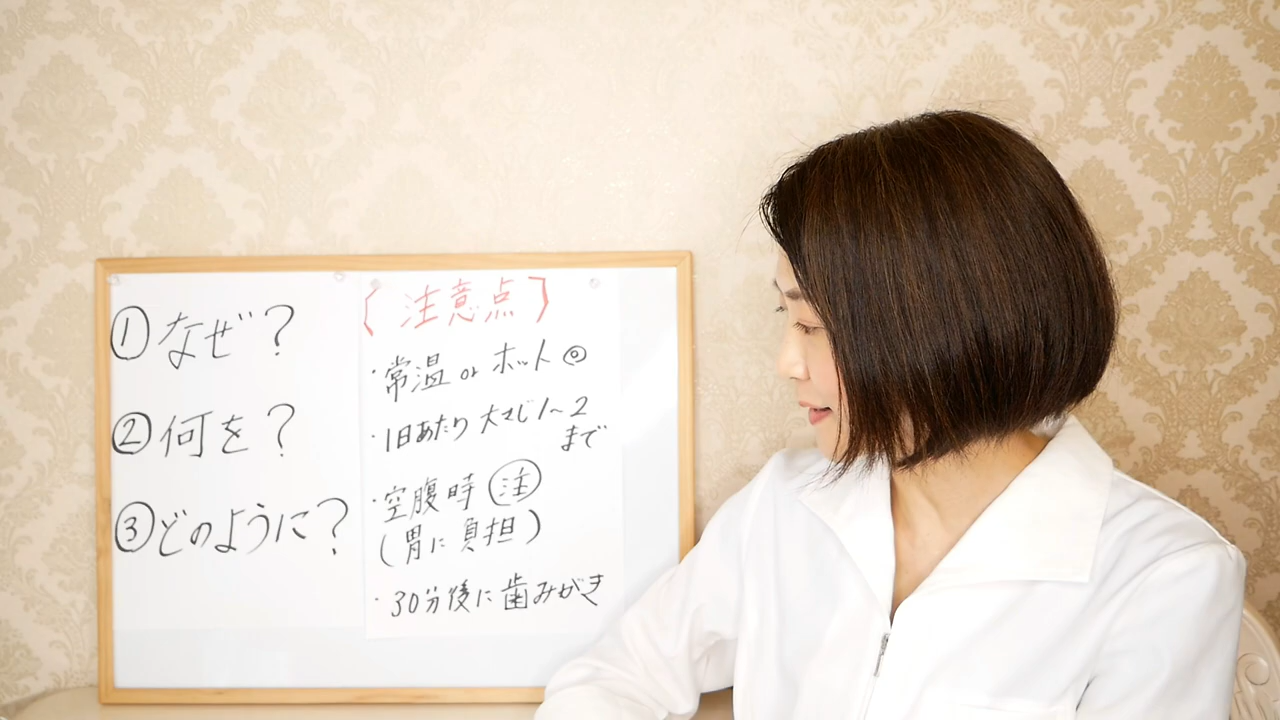 ①なぜ？
②何を？
③どのように？
【注意点】
・常温 or ホット◎
・1日あたり 大さじ1〜2
まで
・空腹時 注
（胃に負担）
・30分後に歯みがき